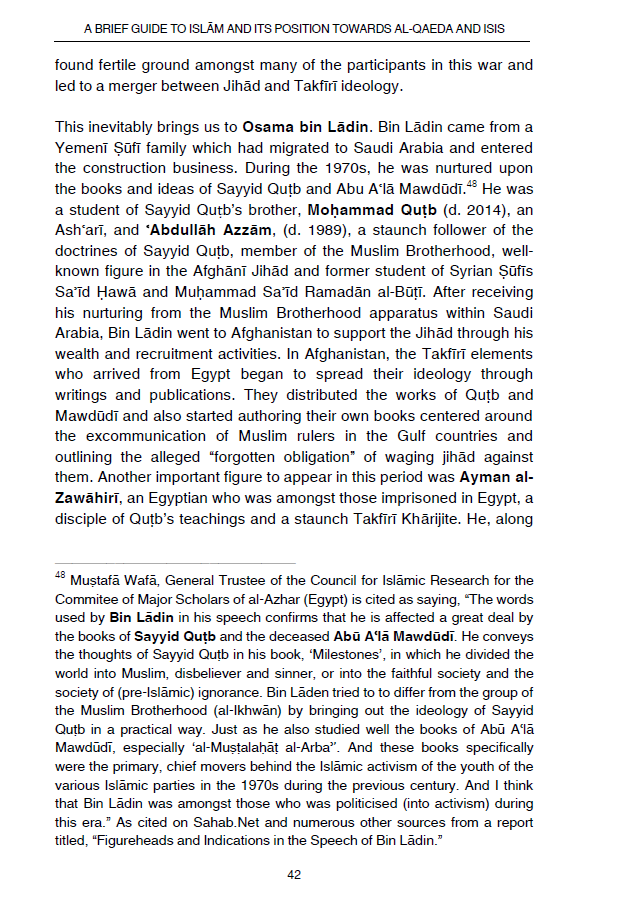 A BRIEF GUIDE TO ISLĀM AND ITS POSITION TOWARDS AL-QAEDA AND ISIS
found fertile ground amongst many of the participants in this war and
led to a merger between Jihād and Takfīrī ideology.
This inevitably brings us to Osama bin Lādin. Bin Lādin came from a
Yemenī Ṣūfī family which had migrated to Saudi Arabia and entered
the construction business. During the 1970s, he was nurtured upon
the books and ideas of Sayyid Quṭb and Abu Aʿlā Mawdūdī.48 He was
a student of Sayyid Quṭb’s brother, Moḥammad Quṭb (d. 2014), an
Ashʿarī, and ʿAbdullāh Azzām, (d. 1989), a staunch follower of the
doctrines of Sayyid Quṭb, member of the Muslim Brotherhood, well-
known figure in the Afghānī Jihād and former student of Syrian Ṣūfīs
Saʾīd Ḥawā and Muḥammad Saʾīd Ramadān al-Būṭī. After receiving
his nurturing from the Muslim Brotherhood apparatus within Saudi
Arabia, Bin Lādin went to Afghanistan to support the Jihād through his
wealth and recruitment activities. In Afghanistan, the Takfīrī elements
who arrived from Egypt began to spread their ideology through
writings and publications. They distributed the works of Quṭb and
Mawdūdī and also started authoring their own books centered around
the excommunication of Muslim rulers in the Gulf countries and
outlining the alleged “forgotten obligation” of waging jihād against
them. Another important figure to appear in this period was Ayman al-
Zawāhirī, an Egyptian who was amongst those imprisoned in Egypt, a
disciple of Quṭb’s teachings and a staunch Takfīrī Khārijite. He, along
48 Muṣtafā Wafā, General Trustee of the Council for Islāmic Research for the
Commitee of Major Scholars of al-Azhar (Egypt) is cited as saying, “The words
used by Bin Lādin in his speech confirms that he is affected a great deal by
the books of Sayyid Quṭb and the deceased Abū Aʿlā Mawdūdī. He conveys
the thoughts of Sayyid Quṭb in his book, ‘Milestones’, in which he divided the
world into Muslim, disbeliever and sinner, or into the faithful society and the
society of (pre-Islāmic) ignorance. Bin Lāden tried to to differ from the group of
the Muslim Brotherhood (al-Ikhwān) by bringing out the ideology of Sayyid
Quṭb in a practical way. Just as he also studied well the books of Abū Aʿlā
Mawdūdī, especially ‘al-Muṣṭalaḥāṭ al-Arbaʾ’. And these books specifically
were the primary, chief movers behind the Islāmic activism of the youth of the
various Islāmic parties in the 1970s during the previous century. And I think
that Bin Lādin was amongst those who was politicised (into activism) during
this era.” As cited on Sahab.Net and numerous other sources from a report
titled, “Figureheads and Indications in the Speech of Bin Lādin.”
42